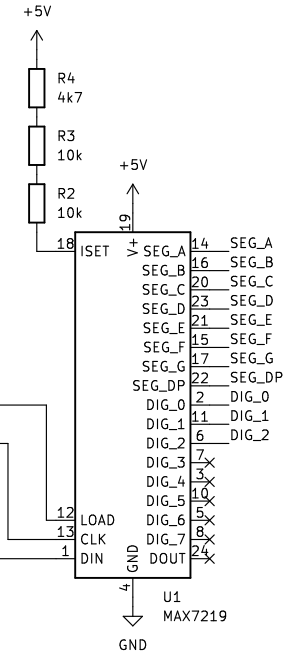 +5V
R4
4k7
R3
10k
R2
10k
+5V
19
18 ISET V+ SEG_A 14 SEG_A
SEG_B 16 SEG_B
SEG_C 20 SEG_C
SEG_D 23 SEG_D
SEG_E 21 SEG_E
SEG_F 15 SEG_F
SEG_G 17 SEG_G
SEG_DP 22 SEG_DP
DIG_0 2 DIG_0
DIG_1 11 DIG_1
DIG_2 6 DIG_2
DIG_3 7
DIG_4 3
DIG_5 10
12 LOAD DIG_6 5
13 CLK DIG_7 8
1 DIN GND DOUT 24
4
U1
MAX7219
GND